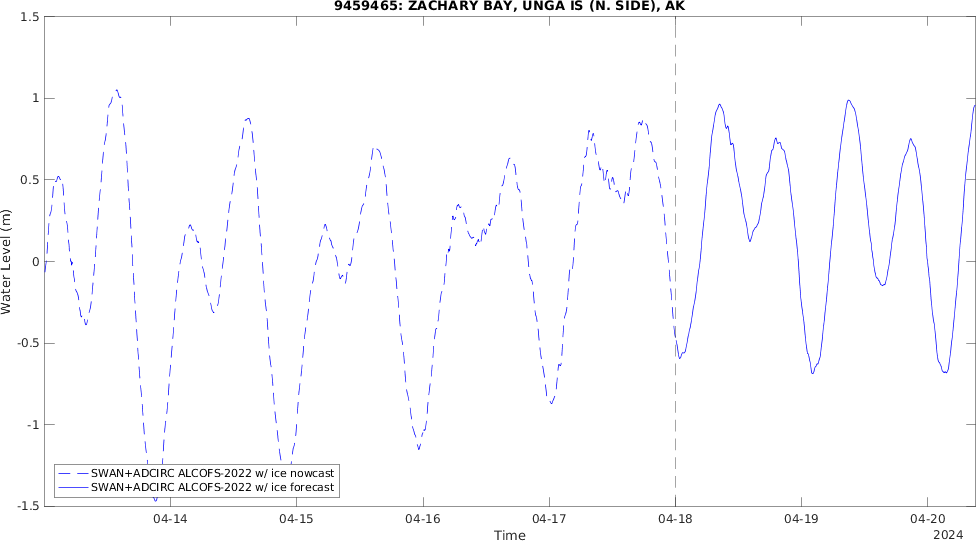 9459465: ZACHARY BAY, UNGA IS (N. SIDE), AK
1.5
1
0.5
0
-0.5
-1
-1.5
Water Level (m)
SWAN+ADCIRC ALCOFS-2022 w/ ice nowcast
SWAN+ADCIRC ALCOFS-2022 w/ ice forecast
04-14 04-15 04-16 04-17 04-18 04-19 04-20
Time
2024